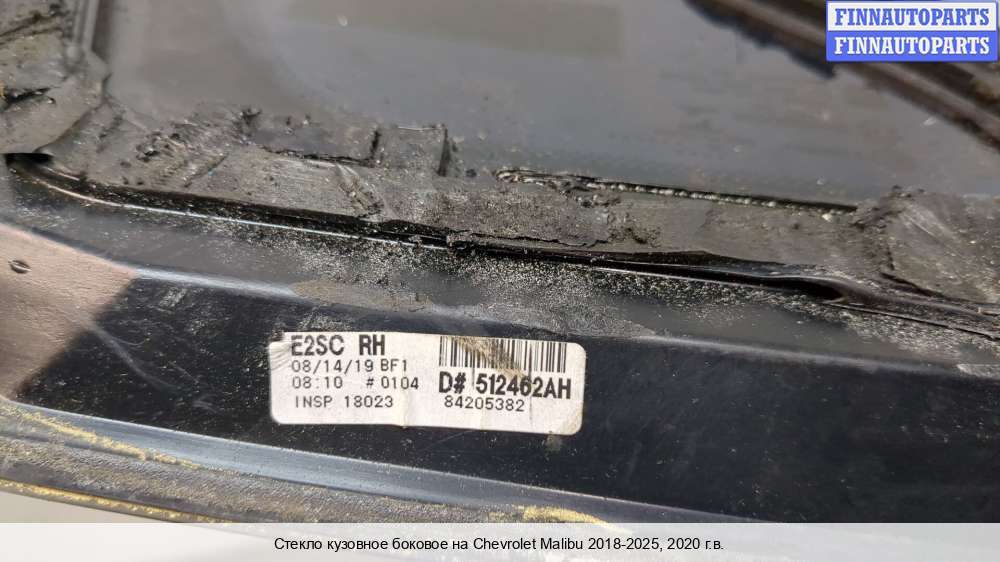 FINNAUTOPARTS
FINNAUTOPARTS
E2SC RH
08/14/19 BF1
08:10 #0104
INSP 18023
D# 512462AH
84205382
Стекло кузовное боковое на Chevrolet Malibu 2018-2025, 2020 г.в.